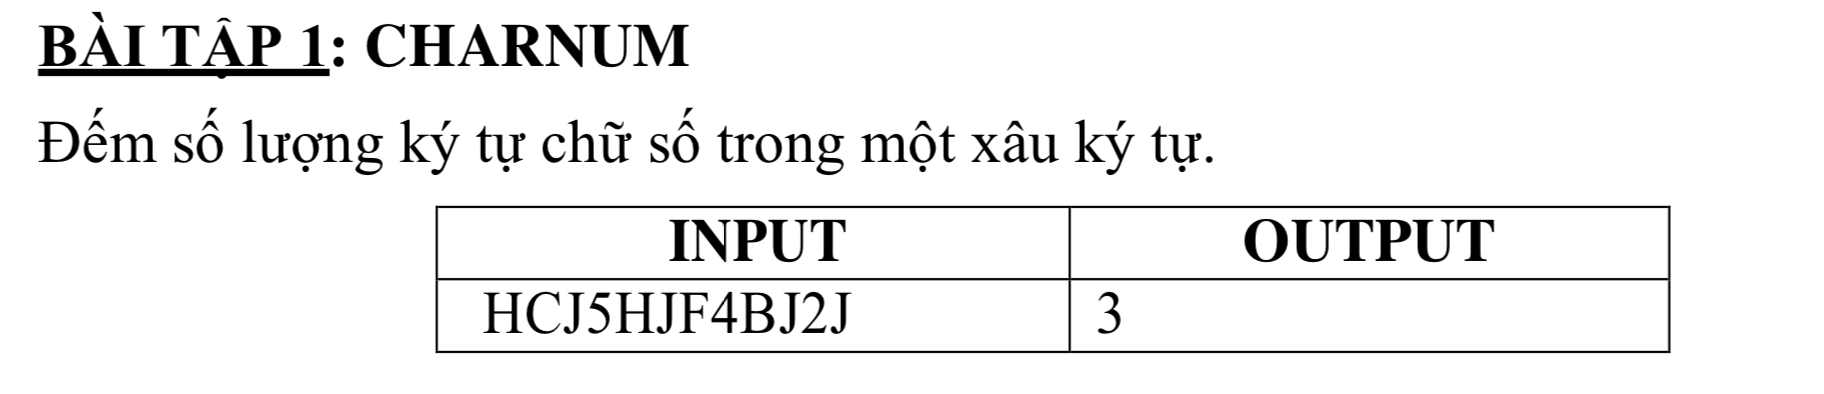 BÀI TẬP 1: CHARNUM
Đếm số lượng ký tự chữ số trong một xâu ký tự.
INPUT OUTPUT
HCJ5HJF4BJ2J 3